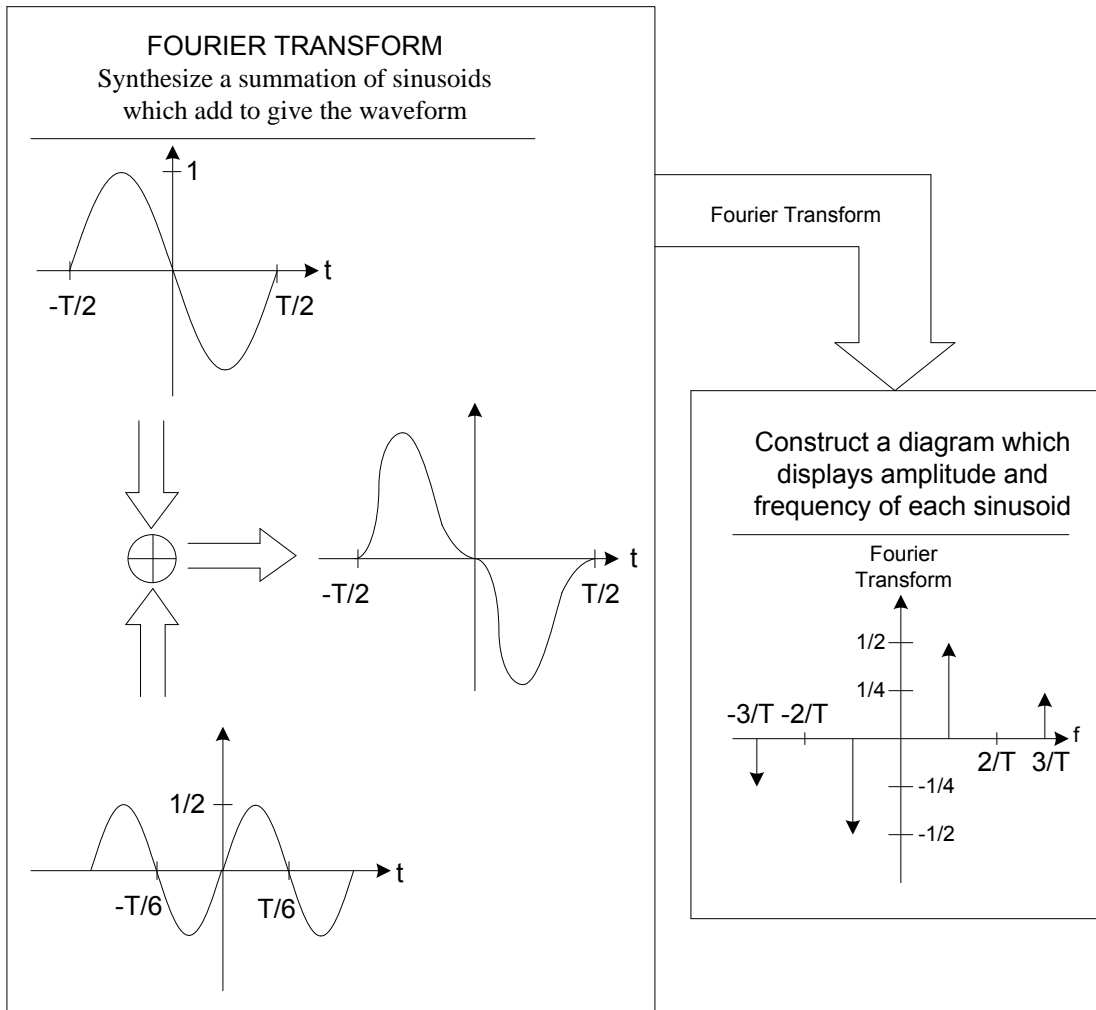 FOURIER TRANSFORM
Synthesize a summation of sinusoids
which add to give the waveform
1
t
-T/2
T/2
Fourier Transform
t
-T/2
T/2
1/2
t
-T/6
T/6
Construct a diagram which
displays amplitude and
frequency of each sinusoid
Fourier
Transform
1/2
1/4
-3/T
-2/T
f
2/T
3/T
-1/4
-1/2